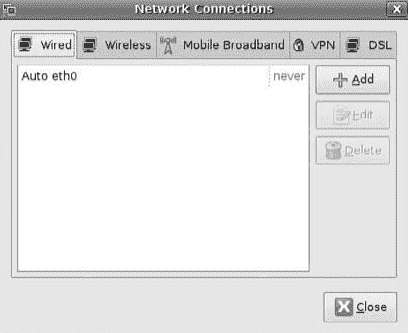 Network Connections
Wired Wireless Mobile Broadband VPN DSL
Auto eth0 never
Add
Edit
Delete
Close